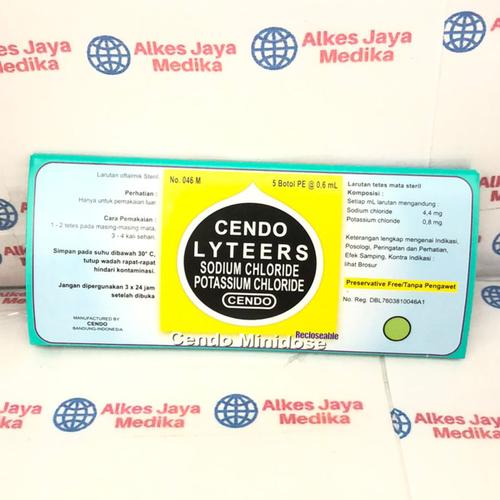 Alkes Jaya
Medika
Alkes Jaya
Medika
Larutan oftalmik Steril
Perhatian :
Hanya untuk pemakaian luar
Cara Pemakaian :
1 - 2 tetes pada masing-masing mata,
3 - 4 kali sehari.
Simpan pada suhu dibawah 30° C,
tutup wadah rapat-rapat
hindari kontaminasi.
Jangan dipergunakan 3 x 24 jam
setelah dibuka
MANUFACTURED BY
CENDO
BANDUNG-INDONESIA
No. 046 M
5 Botol PE @ 0,6 mL
CENDO
LYTEERS
SODIUM CHLORIDE
POTASSIUM CHLORIDE
CENDO
Recloseable
Cendo Minidose
Larutan tetes mata steril
Komposisi :
Setiap mL larutan mengandung :
Sodium chloride 4,4 mg
Potassium chloride 0,8 mg
Keterangan lengkap mengenai Indikasi,
Posologi, Peringatan dan Perhatian,
Efek Samping, Kontra Indikasi :
lihat Brosur
Preservative Free/Tanpa Pengawet
No. Reg. DBL7603810046A1
Alkes Jaya
Medika
Alkes Jaya
Medika
Alkes Jaya
Medika